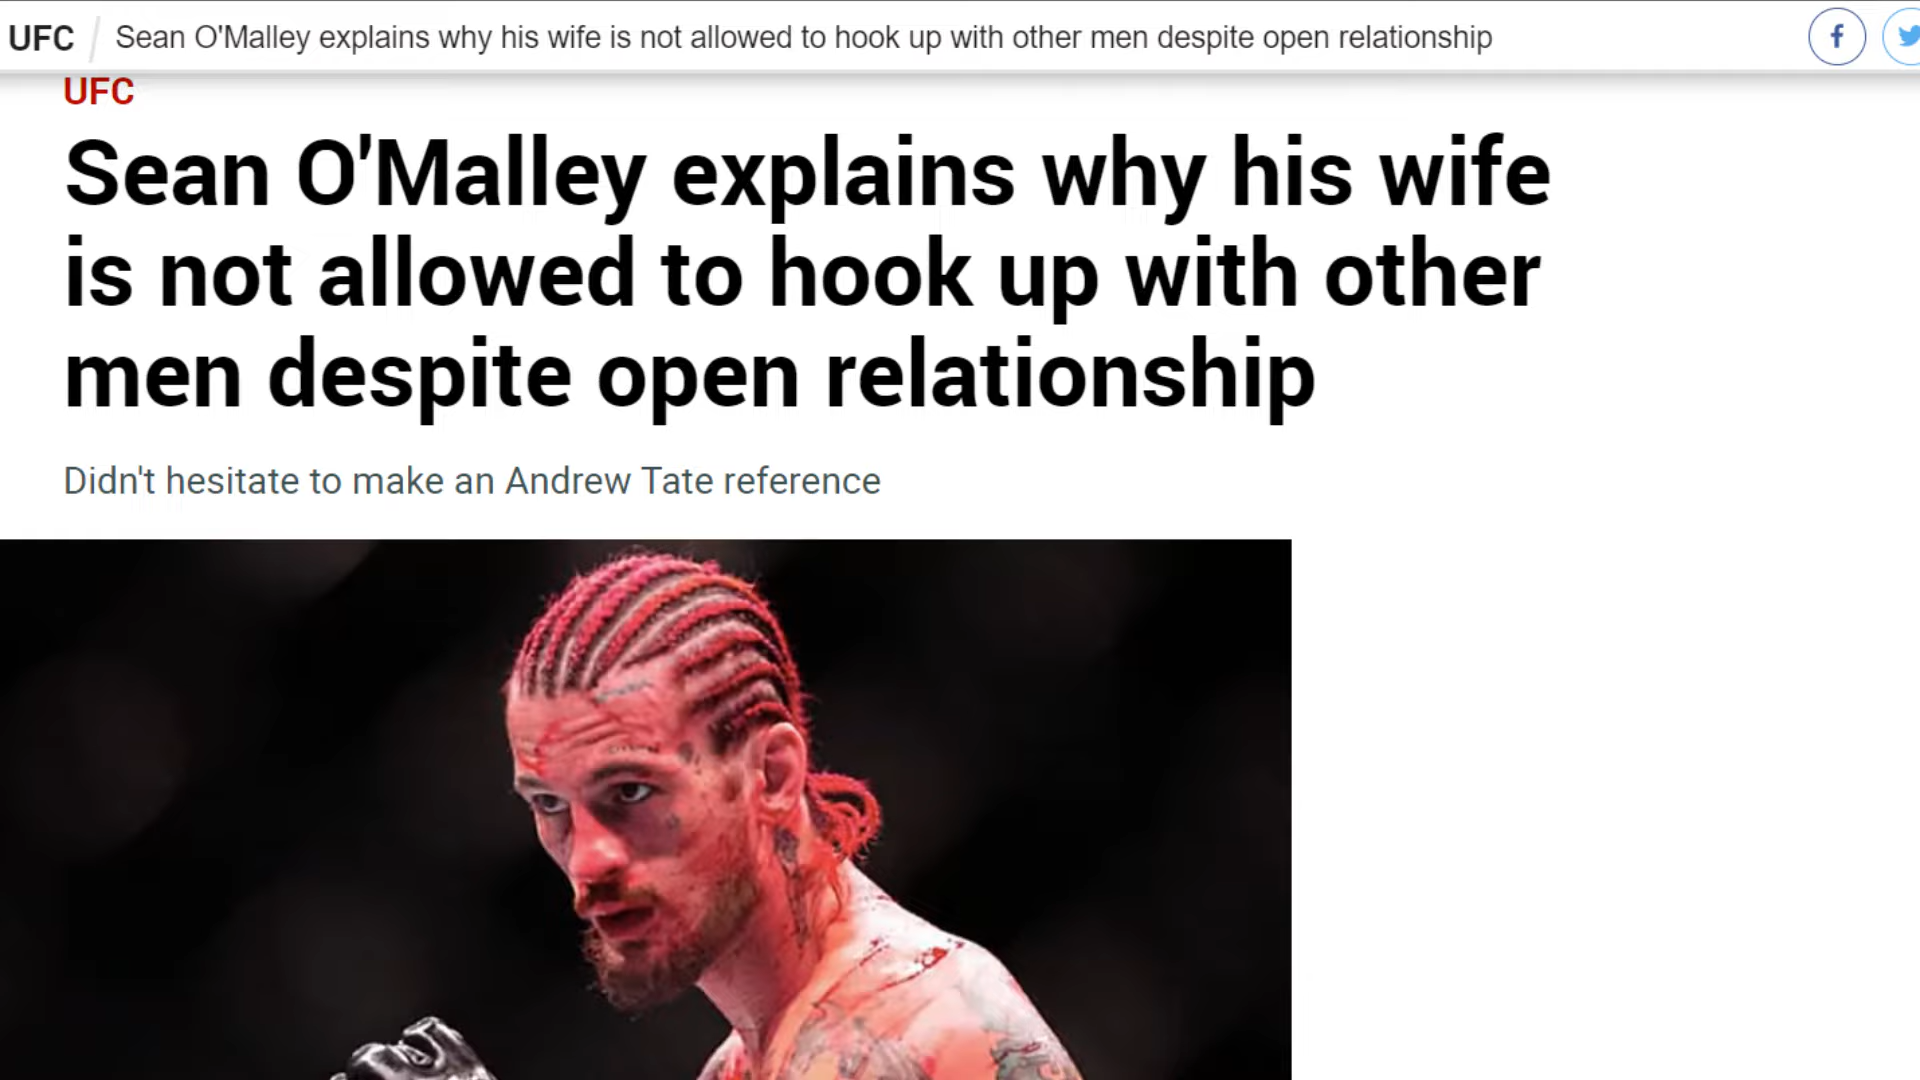 UFC
Sean O'Malley explains why his wife is not allowed to hook up with other men despite open relationship
UFC
Sean O'Malley explains why his wife
is not allowed to hook up with other
men despite open relationship
Didn't hesitate to make an Andrew Tate reference